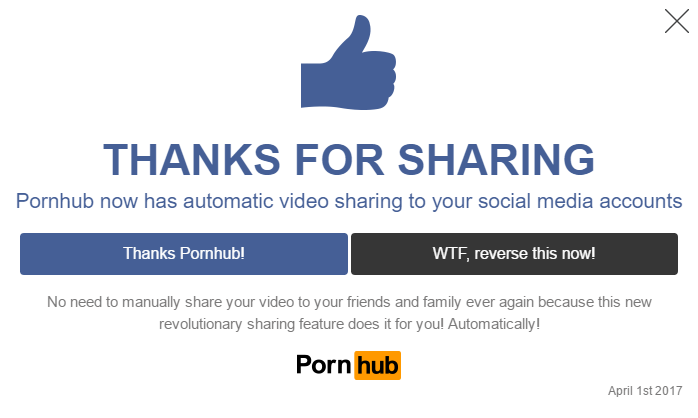 THANKS FOR SHARING
Pornhub now has automatic video sharing to your social media accounts
Thanks Pornhub!
WTF, reverse this now!
No need to manually share your video to your friends and family ever again because this new
revolutionary sharing feature does it for you! Automatically!
Porn hub
April 1st 2017